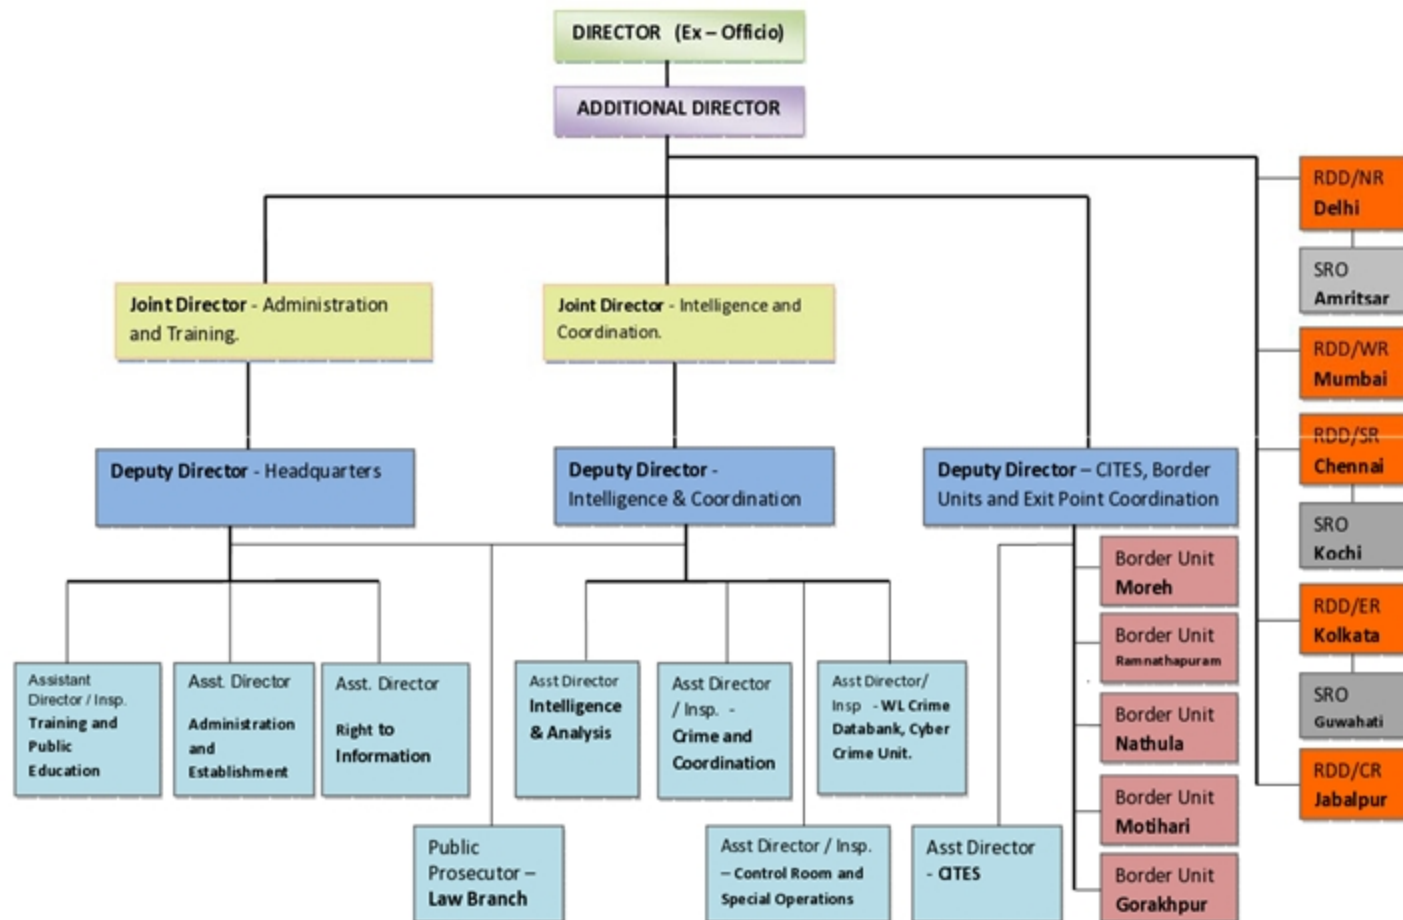 DIRECTOR (Ex – Officio)
ADDITIONAL DIRECTOR
Joint Director - Administration
and Training.
Joint Director - Intelligence and
Coordination.
Deputy Director - Headquarters
Deputy Director -
Intelligence & Coordination
Deputy Director – CITES, Border
Units and Exit Point Coordination
Assistant
Director / Insp.
Training and
Public
Education
Asst. Director
Administration
and
Establishment
Asst. Director
Right to
Information
Public
Prosecutor –
Law Branch
Asst Director
Intelligence
& Analysis
Asst Director
/ Insp. -
Crime and
Coordination
Asst Director/
Insp - WL Crime
Databank, Cyber
Crime Unit.
Asst Director / Insp.
– Control Room and
Special Operations
Asst Director
- CITES
Border Unit
Moreh
Border Unit
Ramnathapuram
Border Unit
Nathula
Border Unit
Motihari
Border Unit
Gorakhpur
RDD/NR
Delhi
SRO
Amritsar
RDD/WR
Mumbai
RDD/SR
Chennai
SRO
Kochi
RDD/ER
Kolkata
SRO
Guwahati
RDD/CR
Jabalpur